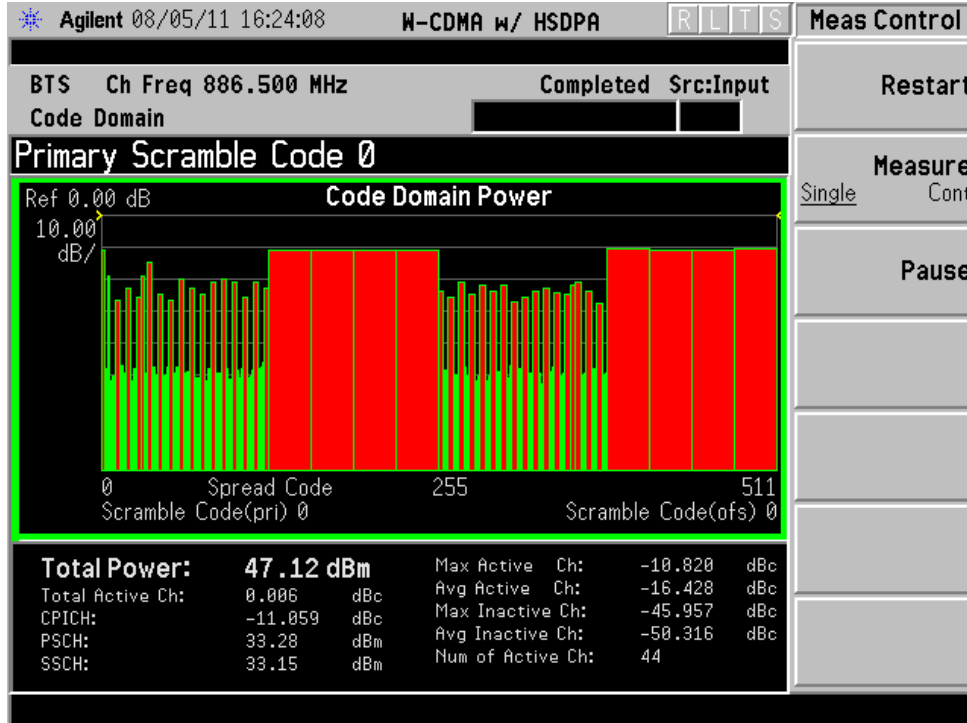 Agilent 08/05/11 16:24:08 W-CDMA w/ HSDPA R L T S Meas Control
BTS Ch Freq 886.500 MHz Completed Src:Input
Code Domain
Restart
Primary Scramble Code 0
Measure
Single Cont
Ref 0.00 dB Code Domain Power
10.00
dB/
Pause
0 Spread Code 255 511
Scramble Code(pri) 0 Scramble Code(ofs) 0
Total Power: 47.12 dBm
Total Active Ch: 0.006 dBc
CPICH: -11.059 dBc
PSCH: 33.28 dBm
SSCH: 33.15 dBm
Max Active Ch: -10.820 dBc
Avg Active Ch: -16.428 dBc
Max Inactive Ch: -45.957 dBc
Avg Inactive Ch: -50.316 dBc
Num of Active Ch: 44